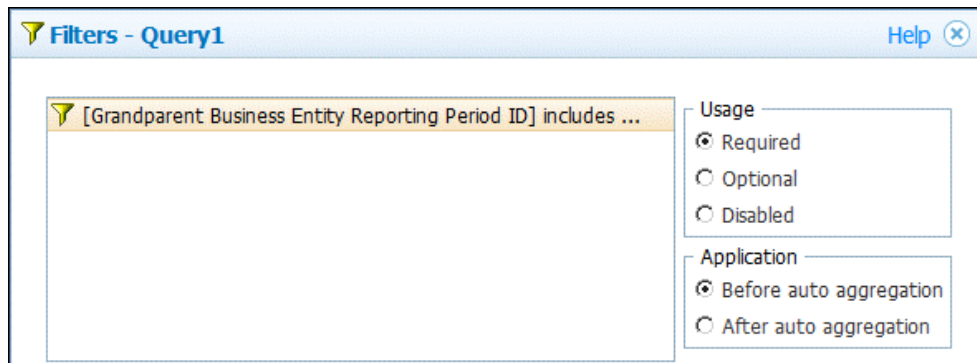 Filters - Query1
Help
[Grandparent Business Entity Reporting Period ID] includes ...
Usage
Required
Optional
Disabled
Application
Before auto aggregation
After auto aggregation